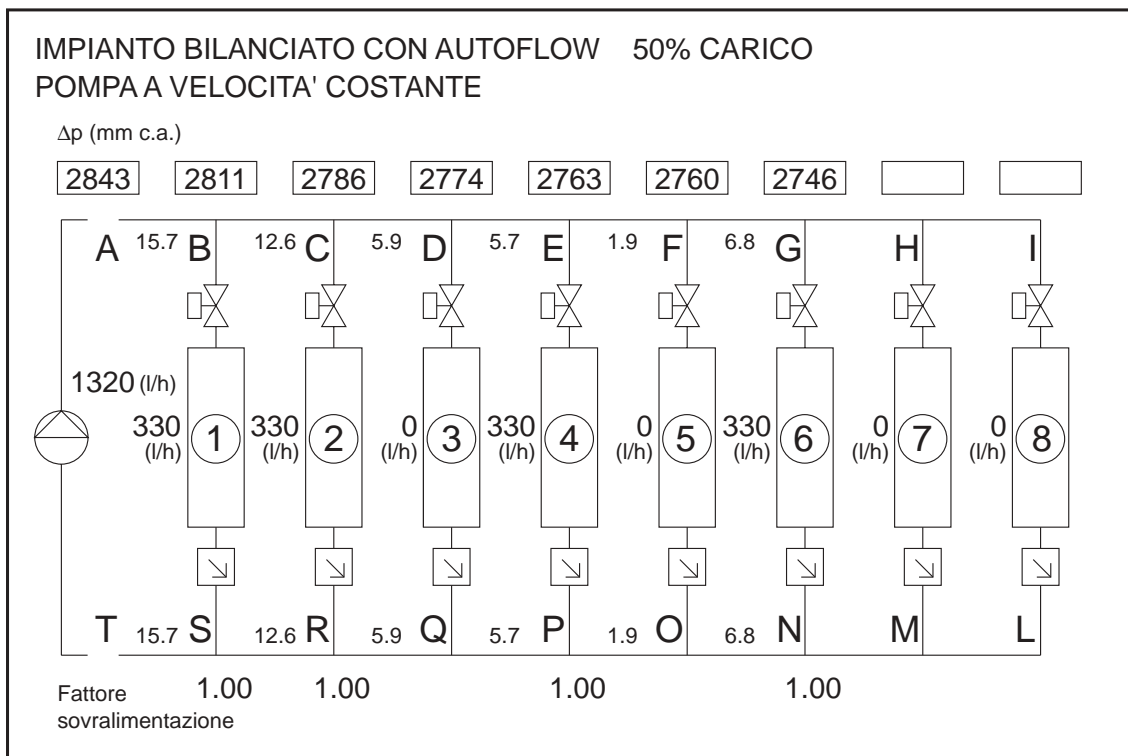 IMPIANTO BILANCIATO CON AUTOFLOW 50% CARICO
POMPA A VELOCITA' COSTANTE
Δp (mm c.a.)
2843 2811 2786 2774 2763 2760 2746
A 15.7 B 12.6 C 5.9 D 5.7 E 1.9 F 6.8 G H I
1320 (l/h)
330 1 330 2 0 3 330 4 0 5 330 6 0 7 0 8
(l/h) (l/h) (l/h) (l/h) (l/h) (l/h) (l/h) (l/h)
T 15.7 S 12.6 R 5.9 Q 5.7 P 1.9 O 6.8 N M L
Fattore 1.00 1.00 1.00 1.00
sovralimentazione